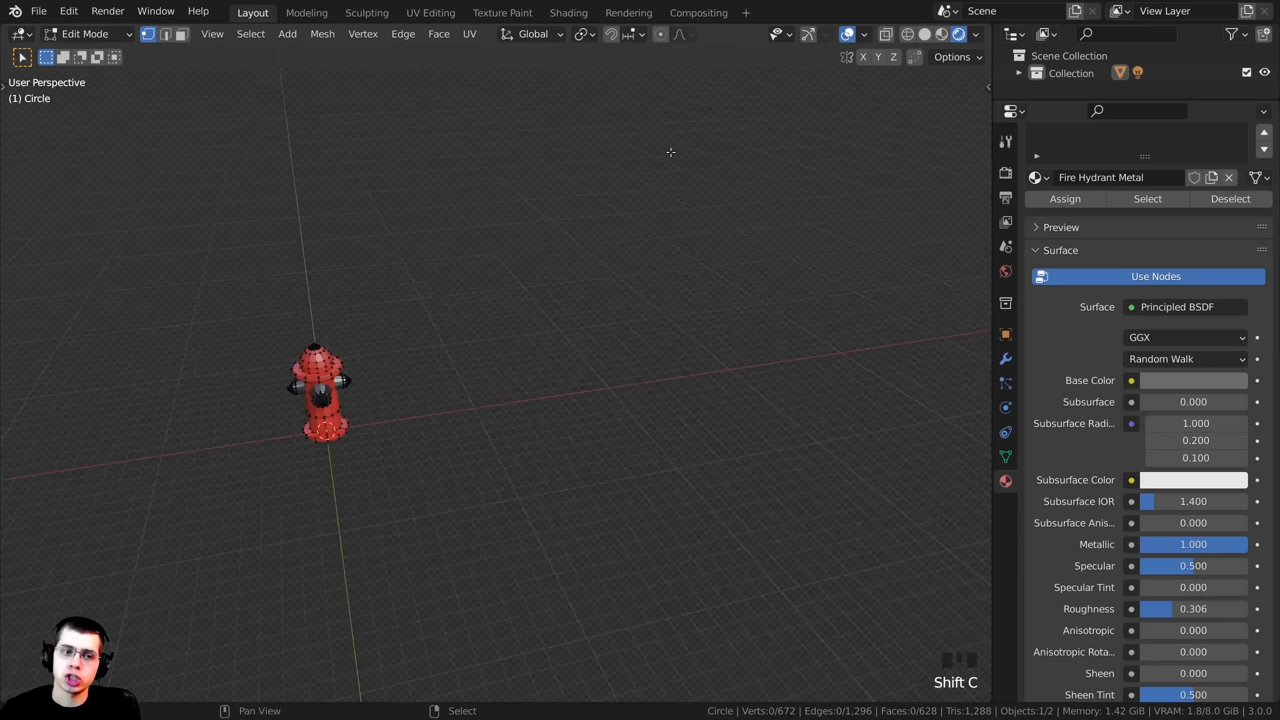 File Edit Render Window Help Layout Modeling Sculpting UV Editing Texture Paint Shading Rendering Compositing + Scene View Layer
Edit Mode View Select Add Mesh Vertex Edge Face UV Global
X Y Z Options
Scene Collection
Collection
User Perspective
(1) Circle
Fire Hydrant Metal
Assign Select Deselect
Preview
Surface
Use Nodes
Surface Principled BSDF
GGX
Random Walk
Base Color
Subsurface 0.000
Subsurface Radi... 1.000
0.200
0.100
Subsurface Color
Subsurface IOR 1.400
Subsurface Anis... 0.000
Metallic 1.000
Specular 0.500
Specular Tint 0.000
Roughness 0.306
Anisotropic 0.000
Anisotropic Rota... 0.000
Sheen 0.000
Sheen Tint 0.500
Shift C
Pan View Select Circle | Verts:0/672 | Edges:0/1,296 | Faces:0/628 | Tris:1,288 | Objects:1/2 | Memory: 1.42 GiB | VRAM: 1.8/8.0 GiB | 3.0.0